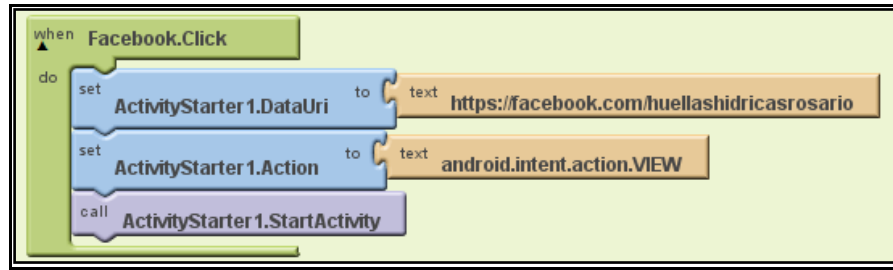 when Facebook.Click
do
set ActivityStarter1.DataUri to text https://facebook.com/huellashidricasrosario
set ActivityStarter1.Action to text android.intent.action.VIEW
call ActivityStarter1.StartActivity